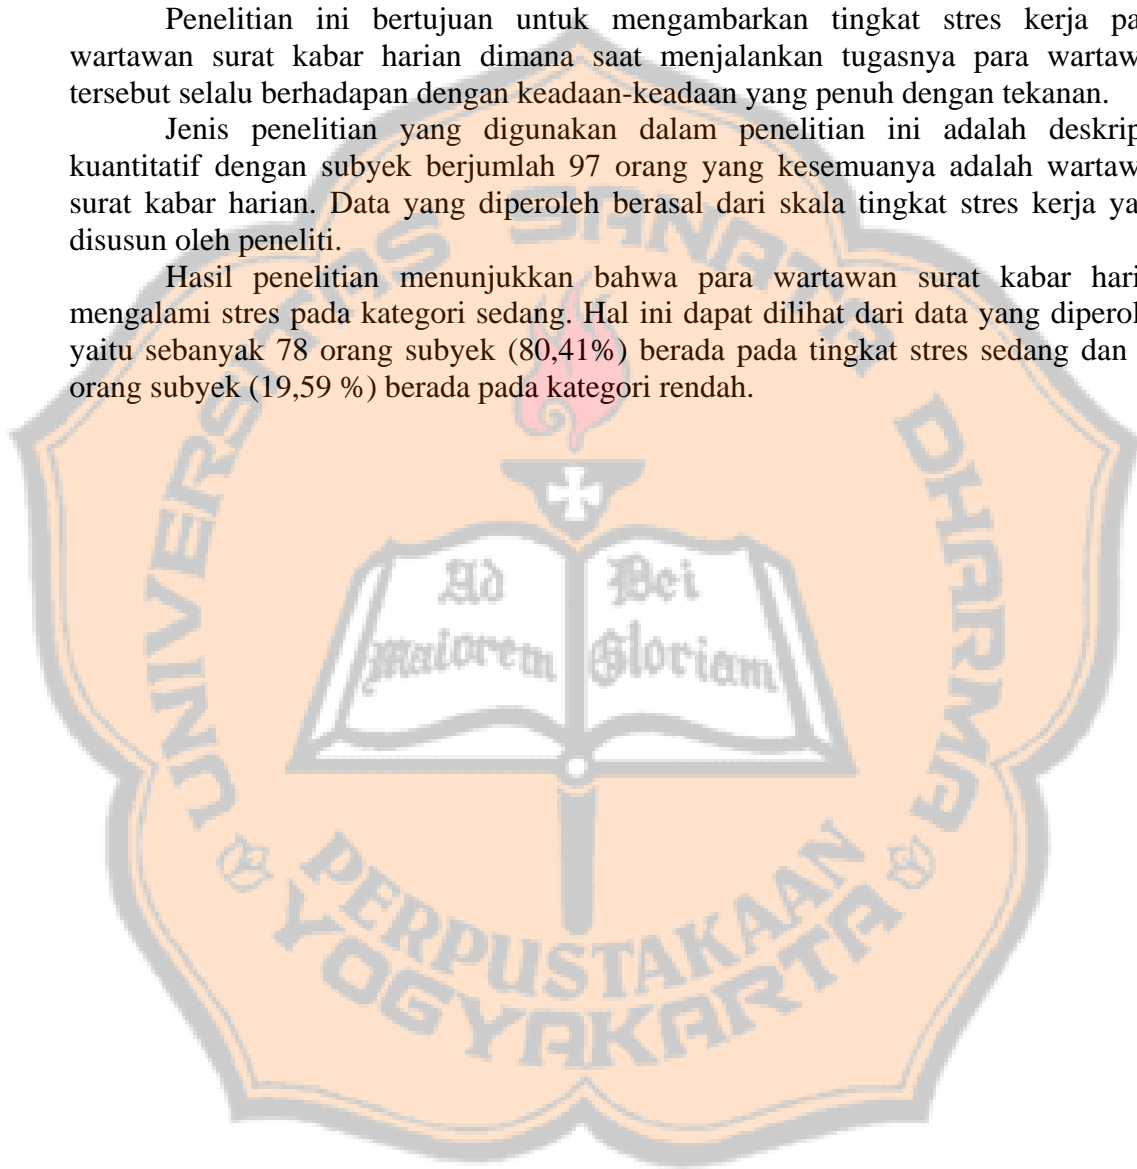 Penelitian ini bertujuan untuk mengambarkan tingkat stres kerja pa
wartawan surat kabar harian dimana saat menjalankan tugasnya para wartaw
tersebut selalu berhadapan dengan keadaan-keadaan yang penuh dengan tekanan.
Jenis penelitian yang digunakan dalam penelitian ini adalah deskrip
kuantitatif dengan subyek berjumlah 97 orang yang kesemuanya adalah wartaw
surat kabar harian. Data yang diperoleh berasal dari skala tingkat stres kerja ya
disusun oleh peneliti.
Hasil penelitian menunjukkan bahwa para wartawan surat kabar hari
mengalami stres pada kategori sedang. Hal ini dapat dilihat dari data yang diperol
yaitu sebanyak 78 orang subyek (80,41%) berada pada tingkat stres sedang dan
orang subyek (19,59 %) berada pada kategori rendah.
UNIVERSITAS SANATA DHARMA
Ad Dei
Maiorem Gloriam
PERPUSTAKAAN
YOGYAKARTA